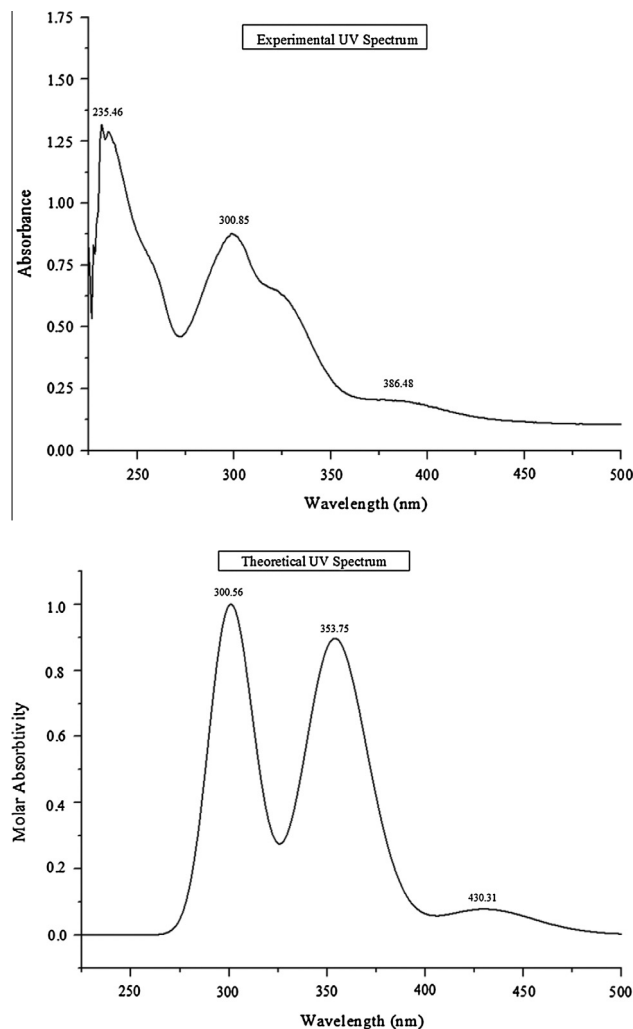 Experimental UV Spectrum
1.75
1.50
1.25
1.00
0.75
0.50
0.25
0.00
Absorbance
235.46
300.85
386.48
250 300 350 400 450 500
Wavelength (nm)
Theoretical UV Spectrum
1.0
0.8
0.6
0.4
0.2
0.0
Molar Absorbtivity
300.56
353.75
430.31
250 300 350 400 450 500
Wavelength (nm)